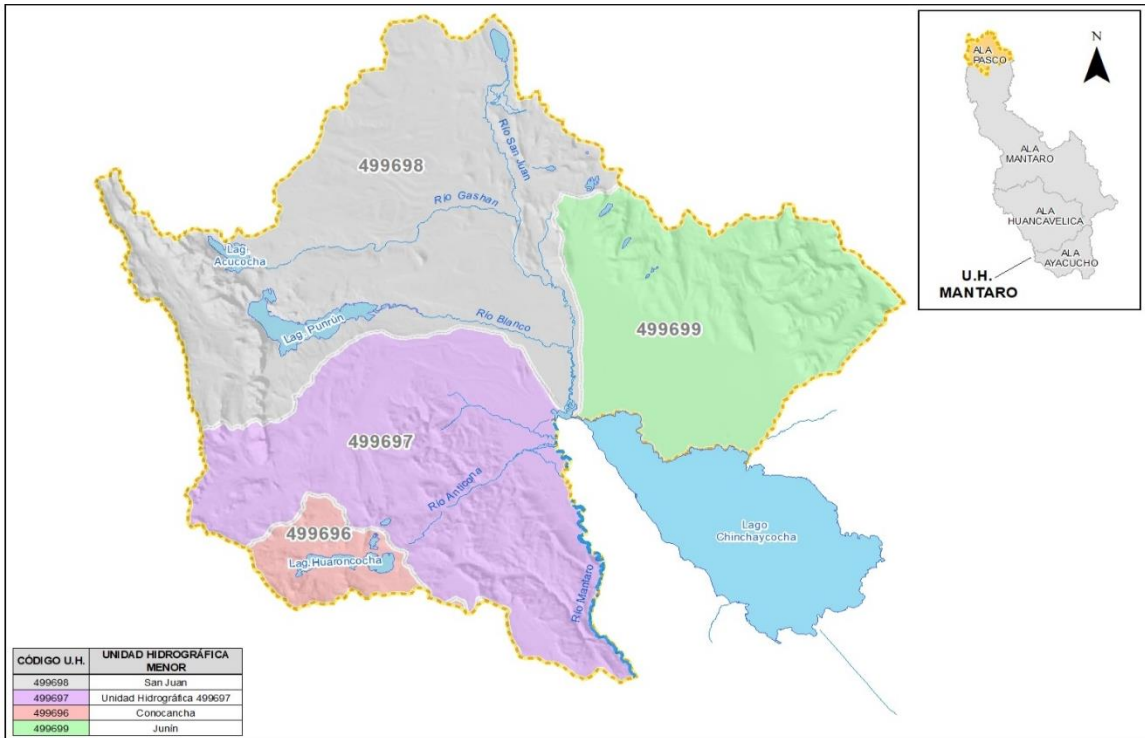 499698
Río San Juan
Río Gashan
Lag.
Acucocha
Lag. Punrún
Río Blanco
499699
499697
Río Anticona
499696
Lag. Huaroncocha
Río Mantaro
Lago
Chinchaycocha
ALA
PASCO
N
ALA
MANTARO
ALA
HUANCAVELICA
ALA
AYACUCHO
U.H.
MANTARO
CÓDIGO U.H. UNIDAD HIDROGRÁFICA
MENOR
499698 San Juan
499697 Unidad Hidrográfica 499697
499696 Conocancha
499699 Junín